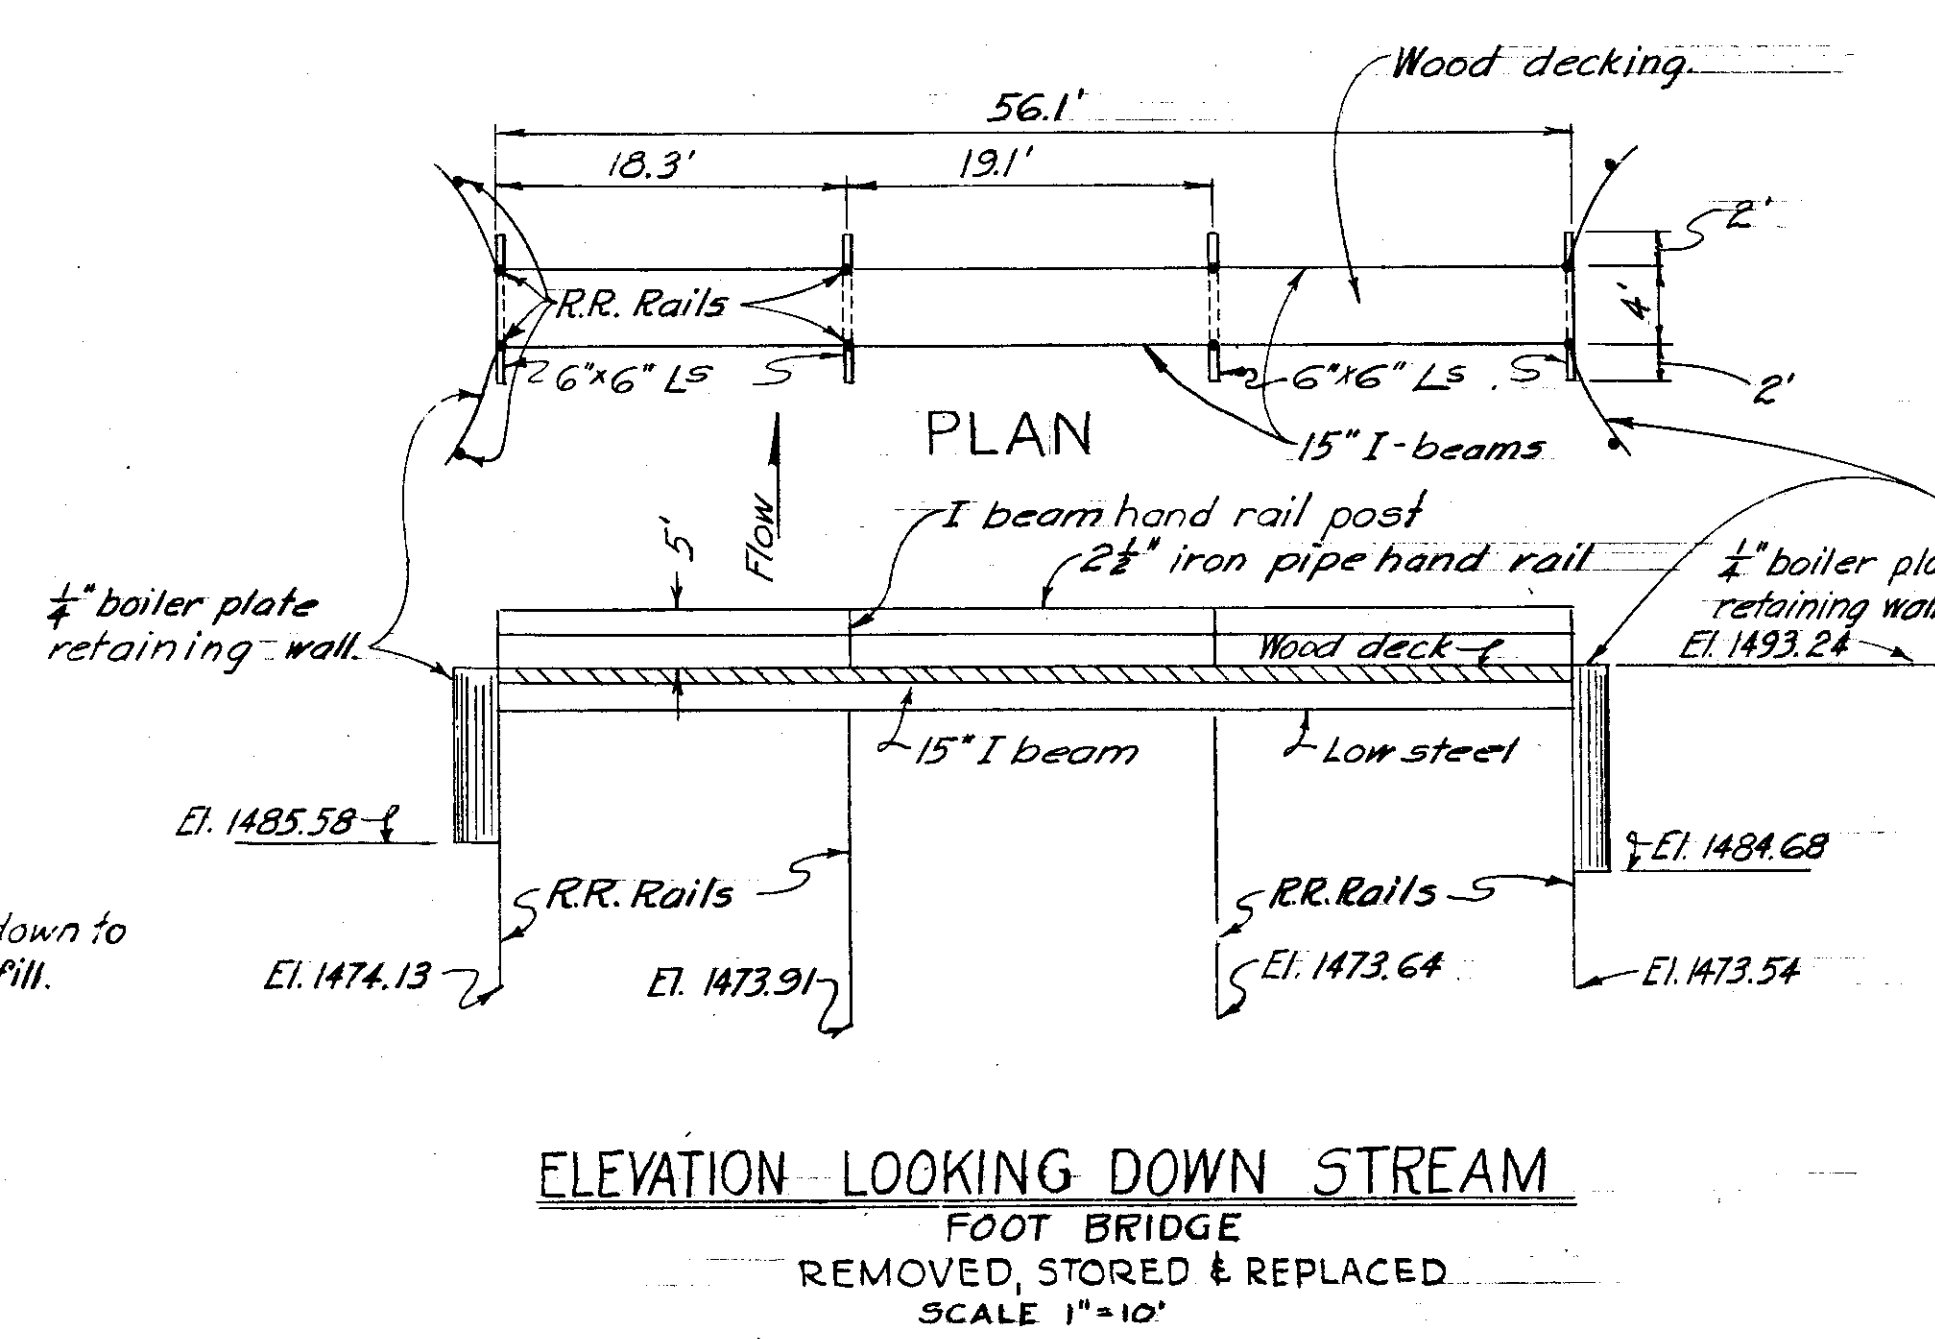 Wood decking.
56.1'
18.3'
19.1'
2'
R.R. Rails
4'
6"x6" Ls
6"x6" Ls
2'
PLAN
15" I-beams
Flow
I beam hand rail post
5'
2½" iron pipe hand rail
¼" boiler plate
retaining wall.
¼" boiler
retaining
El. 1493.24
Wood deck
15" I beam
Low steel
El. 1485.58
El. 1484.68
R.R. Rails
R.R. Rails
down to
fill.
El. 1474.13
El. 1473.91
El. 1473.64
El. 1473.54
ELEVATION LOOKING DOWN STREAM
FOOT BRIDGE
REMOVED, STORED & REPLACED
SCALE 1"=10'